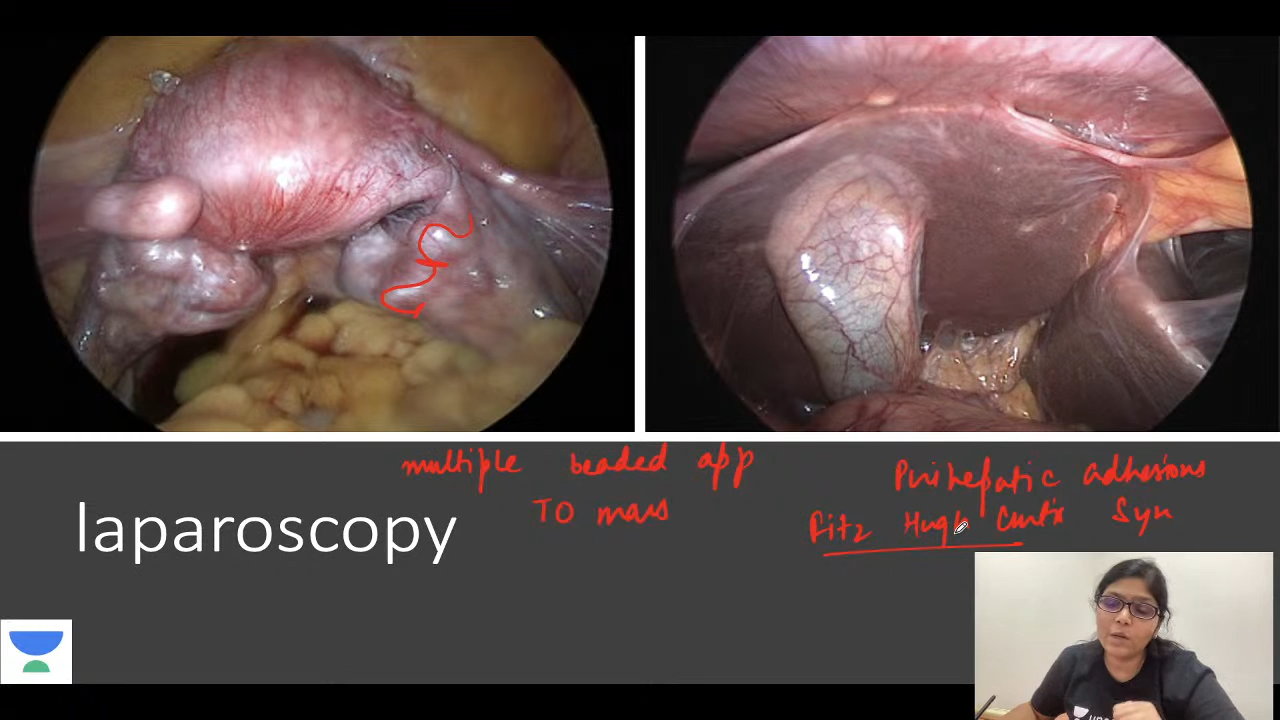 multiple beaded app
TO mass
Perihepatic adhesions
Fitz Hugh Curtis Syn
laparoscopy